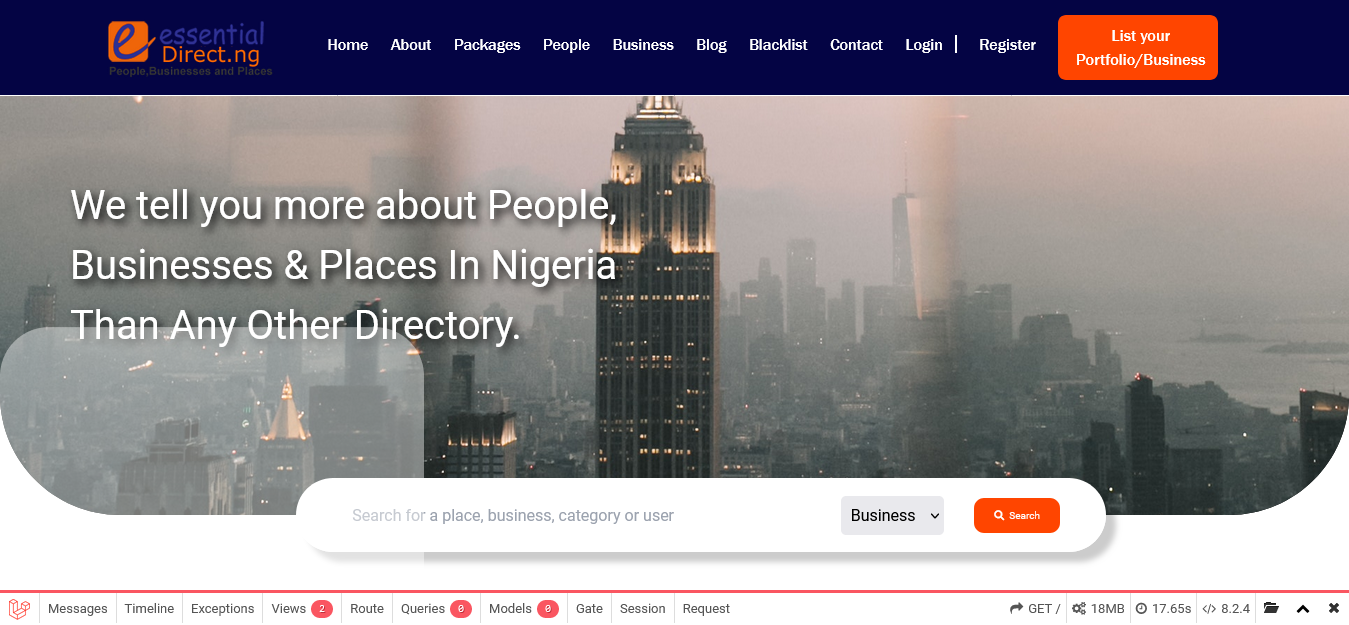 essential
Direct.ng
People,Businesses and Places
Home About Packages People Business Blog Blacklist Contact Login Register
List your
Portfolio/Business
We tell you more about People,
Businesses & Places In Nigeria
Than Any Other Directory.
Search for a place, business, category or user
Business
Search
Messages Timeline Exceptions Views 2 Route Queries 0 Models 0 Gate Session Request GET / 18MB 17.65s 8.2.4